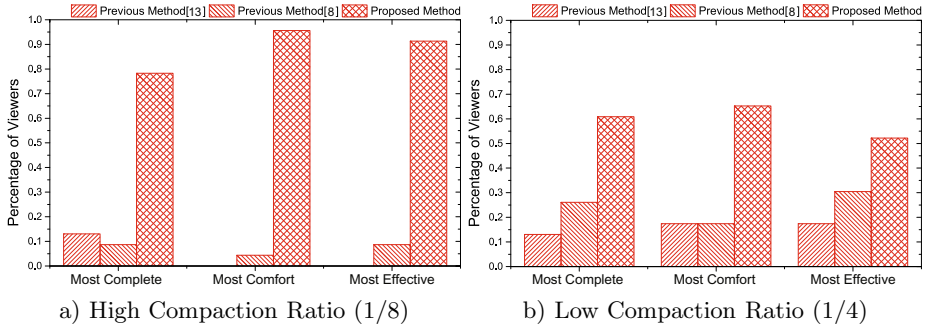 Previous Method[13] Previous Method[8] Proposed Method
Percentage of Viewers
1.0
0.9
0.8
0.7
0.6
0.5
0.4
0.3
0.2
0.1
0.0
Most Complete Most Comfort Most Effective
a) High Compaction Ratio (1/8)
Previous Method[13] Previous Method[8] Proposed Method
Percentage of Viewers
1.0
0.9
0.8
0.7
0.6
0.5
0.4
0.3
0.2
0.1
0.0
Most Complete Most Comfort Most Effective
b) Low Compaction Ratio (1/4)